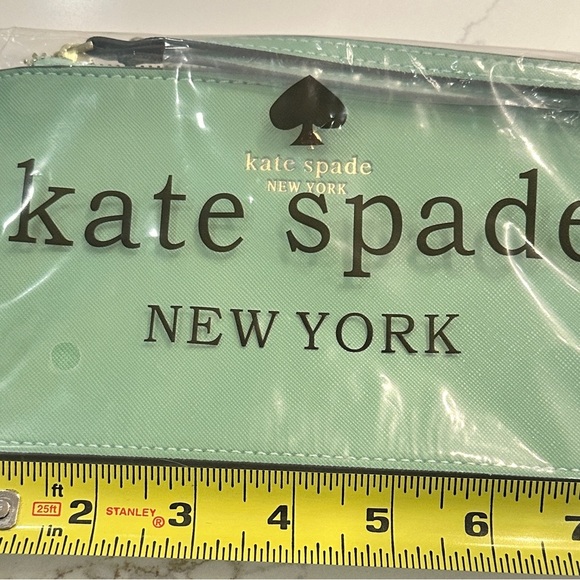 kate spade
NEW YORK
kate spade
NEW YORK
ft
25ft
in
2 STANLEY® 3 4 5 6 7